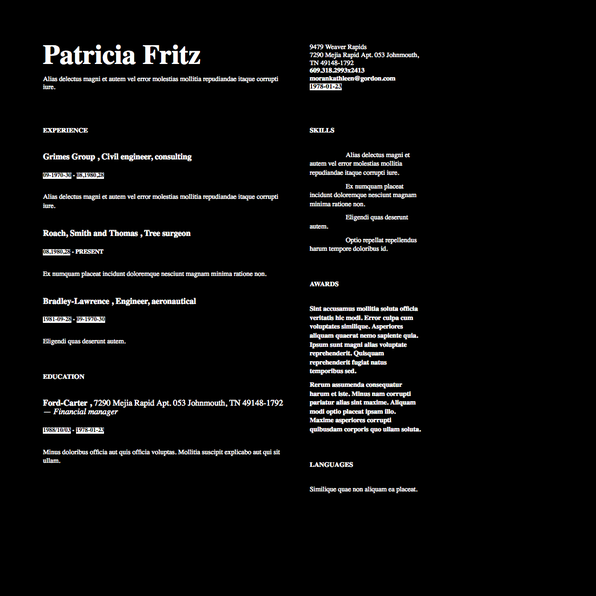 Patricia Fritz
Alias delectus magni et autem vel error molestias mollitia repudiandae itaque corrupti
iure.
9479 Weaver Rapids
7290 Mejia Rapid Apt. 053 Johnmouth,
TN 49148-1792
609.318.2993x2413
morankathleen@gordon.com
1978-01-23
EXPERIENCE
Grimes Group , Civil engineer, consulting
09-1970-30 - 08.1980.28
Alias delectus magni et autem vel error molestias mollitia repudiandae itaque corrupti
iure.
Roach, Smith and Thomas , Tree surgeon
08.1980.28 - PRESENT
Ex numquam placeat incidunt doloremque nesciunt magnam minima ratione non.
Bradley-Lawrence , Engineer, aeronautical
1981-09-28 - 09-1970-30
Eligendi quas deserunt autem.
EDUCATION
Ford-Carter , 7290 Mejia Rapid Apt. 053 Johnmouth, TN 49148-1792
— Financial manager
1988/10/03 - 1978-01-23
Minus doloribus officia aut quis officia voluptas. Mollitia suscipit explicabo aut qui sit
ullam.
SKILLS
Alias delectus magni et
autem vel error molestias mollitia
repudiandae itaque corrupti iure.
Ex numquam placeat
incidunt doloremque nesciunt magnam
minima ratione non.
Eligendi quas deserunt
autem.
Optio repellat repellendus
harum tempore doloribus id.
AWARDS
Sint accusamus mollitia soluta officia
veritatis hic modi. Error culpa cum
voluptates similique. Asperiores
aliquam quaerat nemo sapiente quia.
Ipsum sunt magni alias voluptate
reprehenderit. Quisquam
reprehenderit fugiat natus
temporibus sed.
Rerum assumenda consequatur
harum et iste. Minus nam corrupti
pariatur alias sint maxime. Aliquam
modi optio placeat ipsam illo.
Maxime asperiores corrupti
quibusdam corporis quo ullam soluta.
LANGUAGES
Similique quae non aliquam ea placeat.